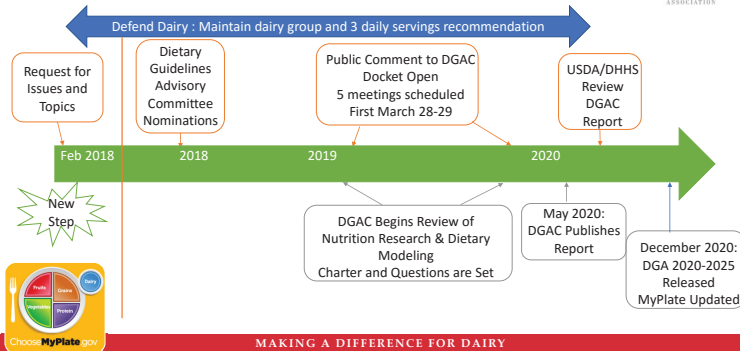 ASSOCIATION
Defend Dairy : Maintain dairy group and 3 daily servings recommendation
Request for
Issues and
Topics
Dietary
Guidelines
Advisory
Committee
Nominations
Public Comment to DGAC
Docket Open
5 meetings scheduled
First March 28-29
USDA/DHHS
Review
DGAC
Report
Feb 2018
2018
2019
2020
New
Step
DGAC Begins Review of
Nutrition Research & Dietary
Modeling
Charter and Questions are Set
May 2020:
DGAC Publishes
Report
December 2020:
DGA 2020-2025
Released
MyPlate Updated
Dairy
Fruits
Grains
Vegetables
Protein
ChooseMyPlate.gov
MAKING A DIFFERENCE FOR DAIRY